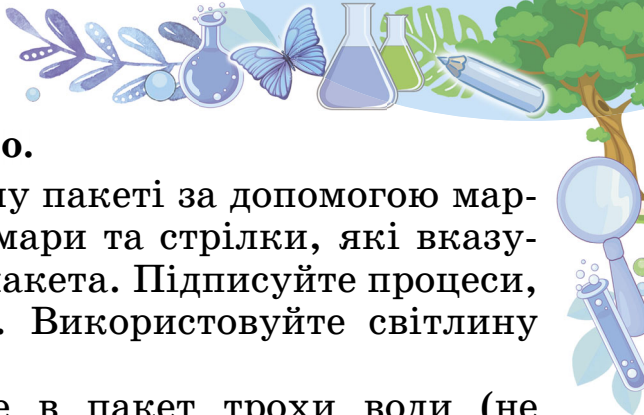 о.
у пакеті за допомогою мар-
мари та стрілки, які вказу-
пакета. Підписуйте процеси,
. Використовуйте світлину
е в пакет трохи води (не